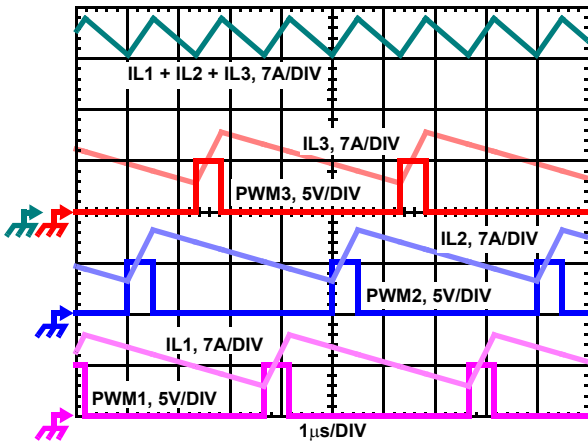 IL1 + IL2 + IL3, 7A/DIV
IL3, 7A/DIV
PWM3, 5V/DIV
IL2, 7A/DIV
PWM2, 5V/DIV
IL1, 7A/DIV
PWM1, 5V/DIV
1μs/DIV